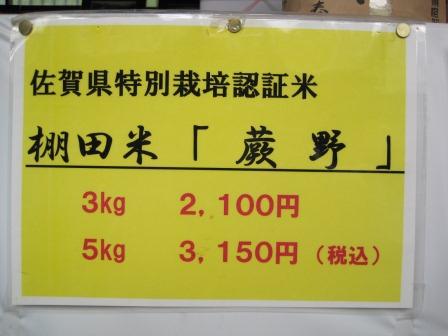 佐賀県特別栽培認証米
棚田米「蕨野」
3kg 2,100円
5kg 3,150円（税込）